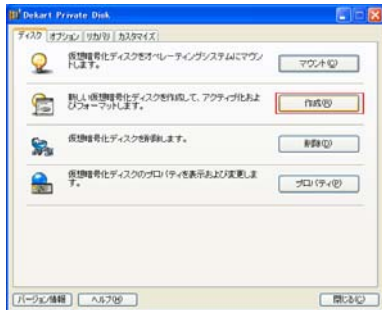 Dekart Private Disk
ディスク オプション リカバリ カスタマイズ
仮想暗号化ディスクをオペレーティングシステムにマウントします。
マウント(M)
新しい仮想暗号化ディスクを作成して、アクティブ化およびフォーマットします。
作成(R)
仮想暗号化ディスクを削除します。
削除(D)
仮想暗号化ディスクのプロパティを表示および変更します。
プロパティ(P)
バージョン情報 ヘルプ(H) 閉じる(C)